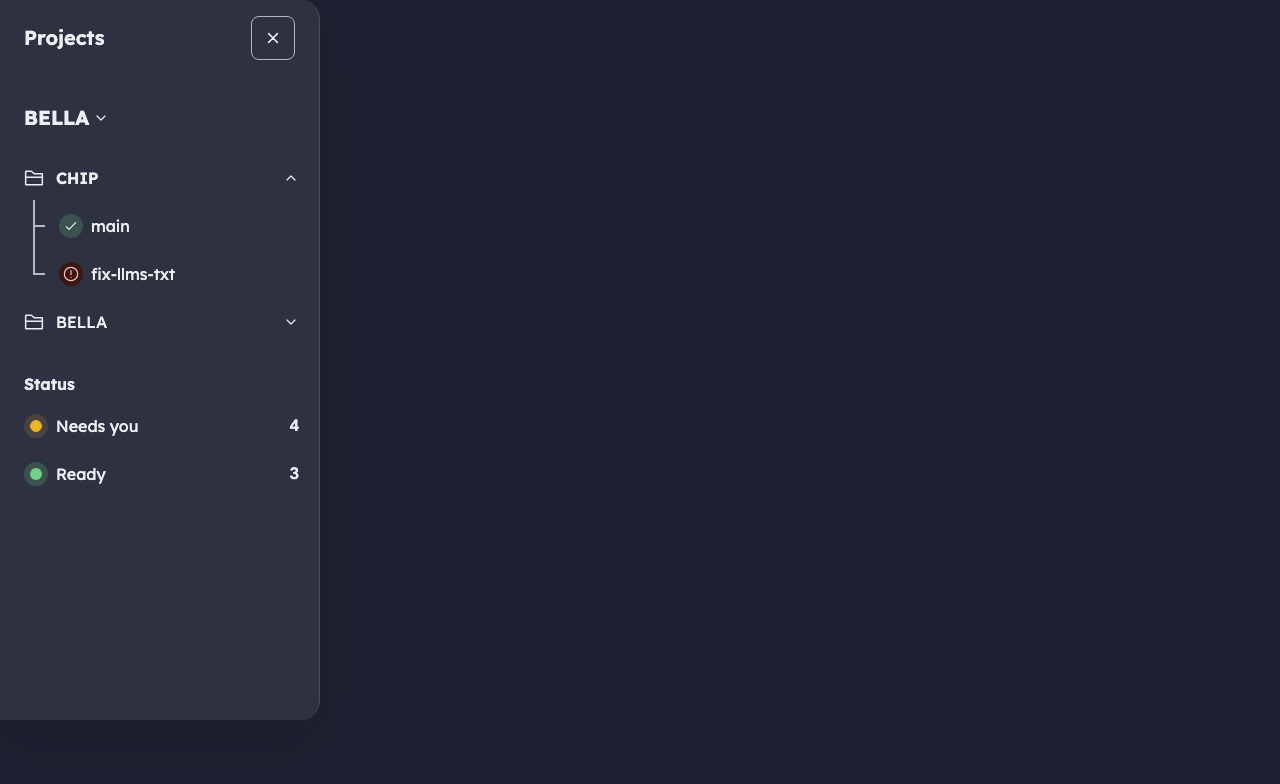 Projects
BELLA
CHIP
main
fix-llms-txt
BELLA
Status
Needs you 4
Ready 3